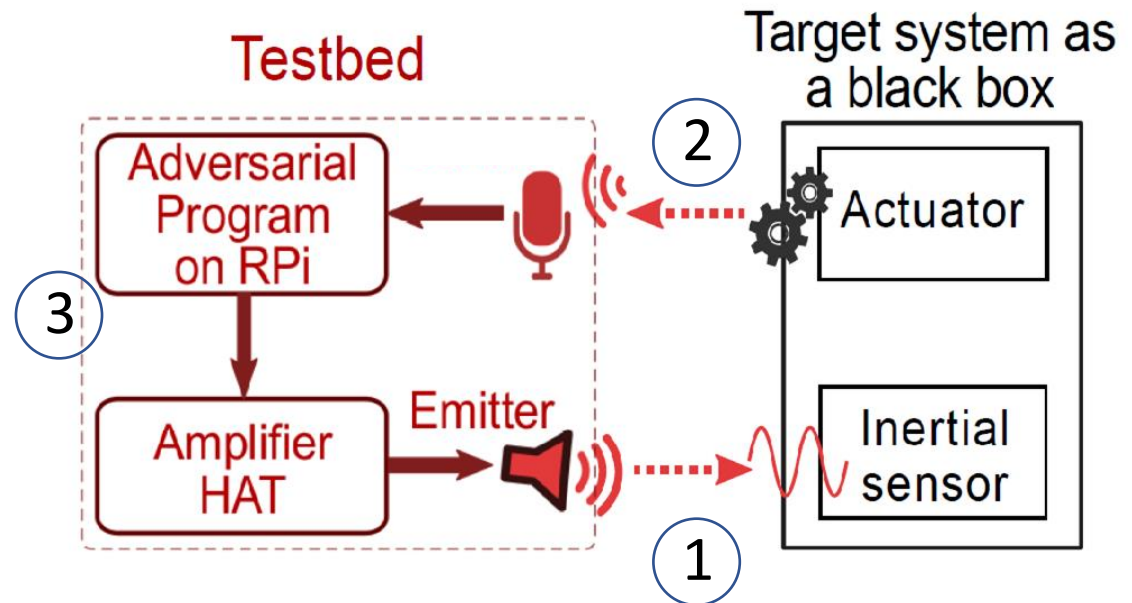 Testbed
Target system as
a black box
2
Adversarial
Program
on RPi
Actuator
3
Emitter
Amplifier
HAT
Inertial
sensor
1